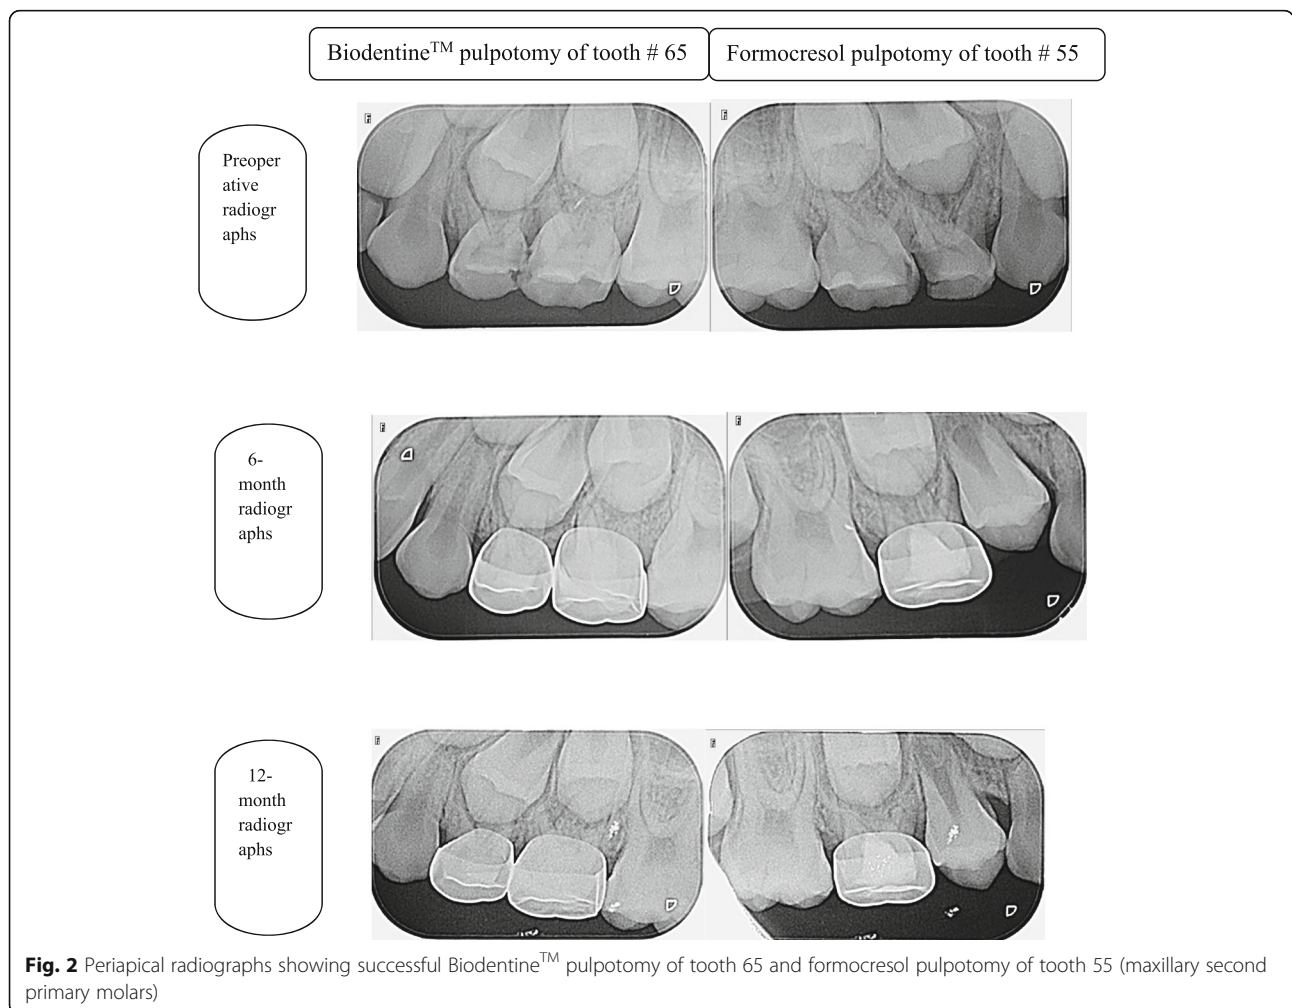 Biodentine™ pulpotomy of tooth # 65
Formocresol pulpotomy of tooth # 55
Preoper
ative
radiogr
aphs
6-
month
radiogr
aphs
12-
month
radiogr
aphs
Fig. 2 Periapical radiographs showing successful Biodentine™ pulpotomy of tooth 65 and formocresol pulpotomy of tooth 55 (maxillary second
primary molars)